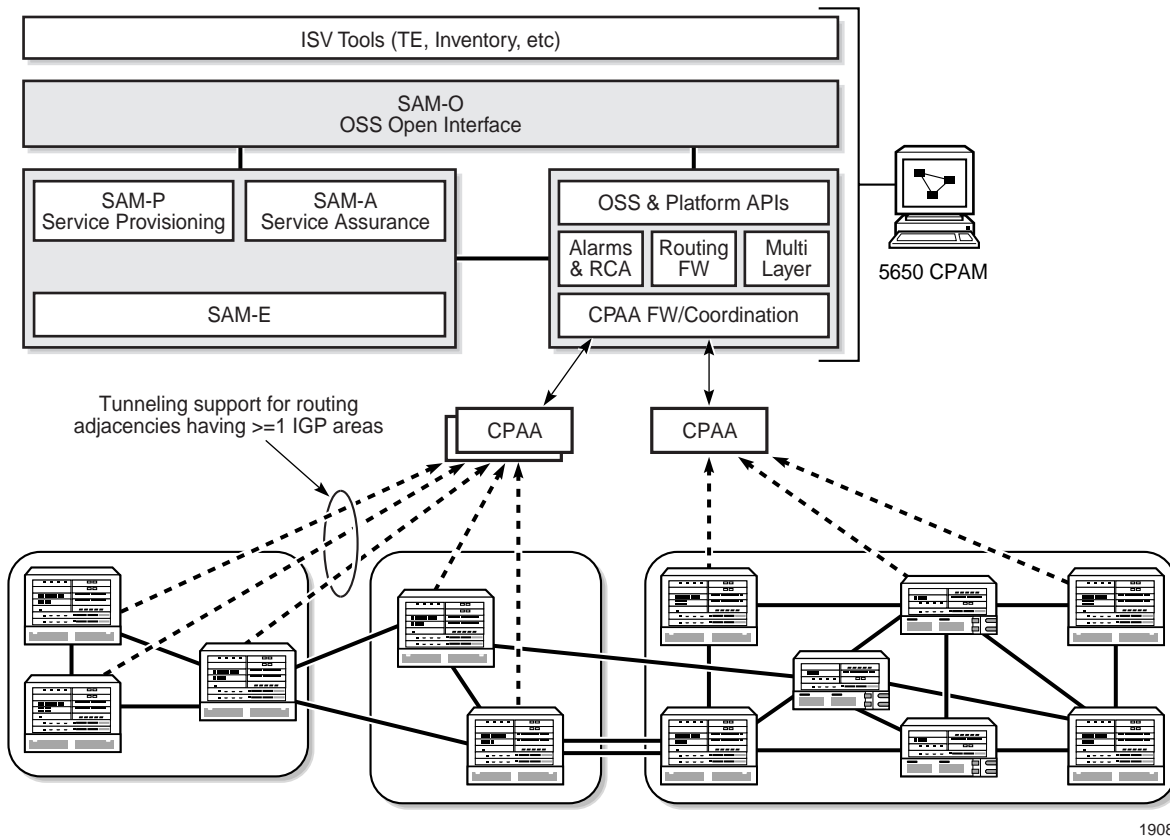 ISV Tools (TE, Inventory, etc)
SAM-O
OSS Open Interface
SAM-P
Service Provisioning
SAM-A
Service Assurance
SAM-E
OSS & Platform APIs
Alarms
& RCA
Routing
FW
Multi
Layer
CPAA FW/Coordination
5650 CPAM
Tunneling support for routing
adjacencies having >=1 IGP areas
CPAA
CPAA
1908